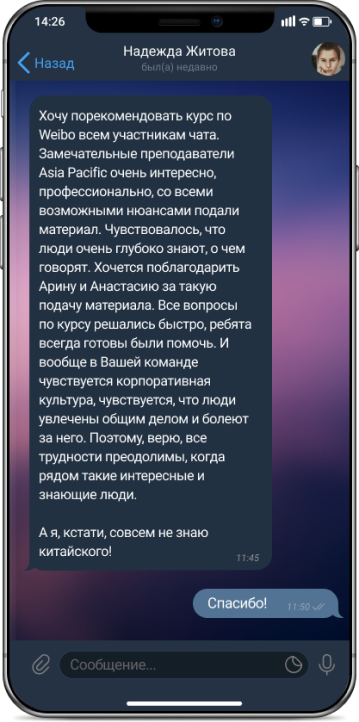 14:26
Назад
Надежда Житова
был(а) недавно
Хочу порекомендовать курс по
Weibo всем участникам чата.
Замечательные преподаватели
Asia Pacific очень интересно,
профессионально, со всеми
возможными нюансами подали
материал. Чувствовалось, что
люди очень глубоко знают, о чем
говорят. Хочется поблагодарить
Арину и Анастасию за такую
подачу материала. Все вопросы
по курсу решались быстро, ребята
всегда готовы были помочь. И
вообще в Вашей команде
чувствуется корпоративная
культура, чувствуется, что люди
увлечены общим делом и болеют
за него. Поэтому, верю, все
трудности преодолимы, когда
рядом такие интересные и
знающие люди.
А я, кстати, совсем не знаю
китайского!
11:45
Спасибо!
11:50
Сообщение...